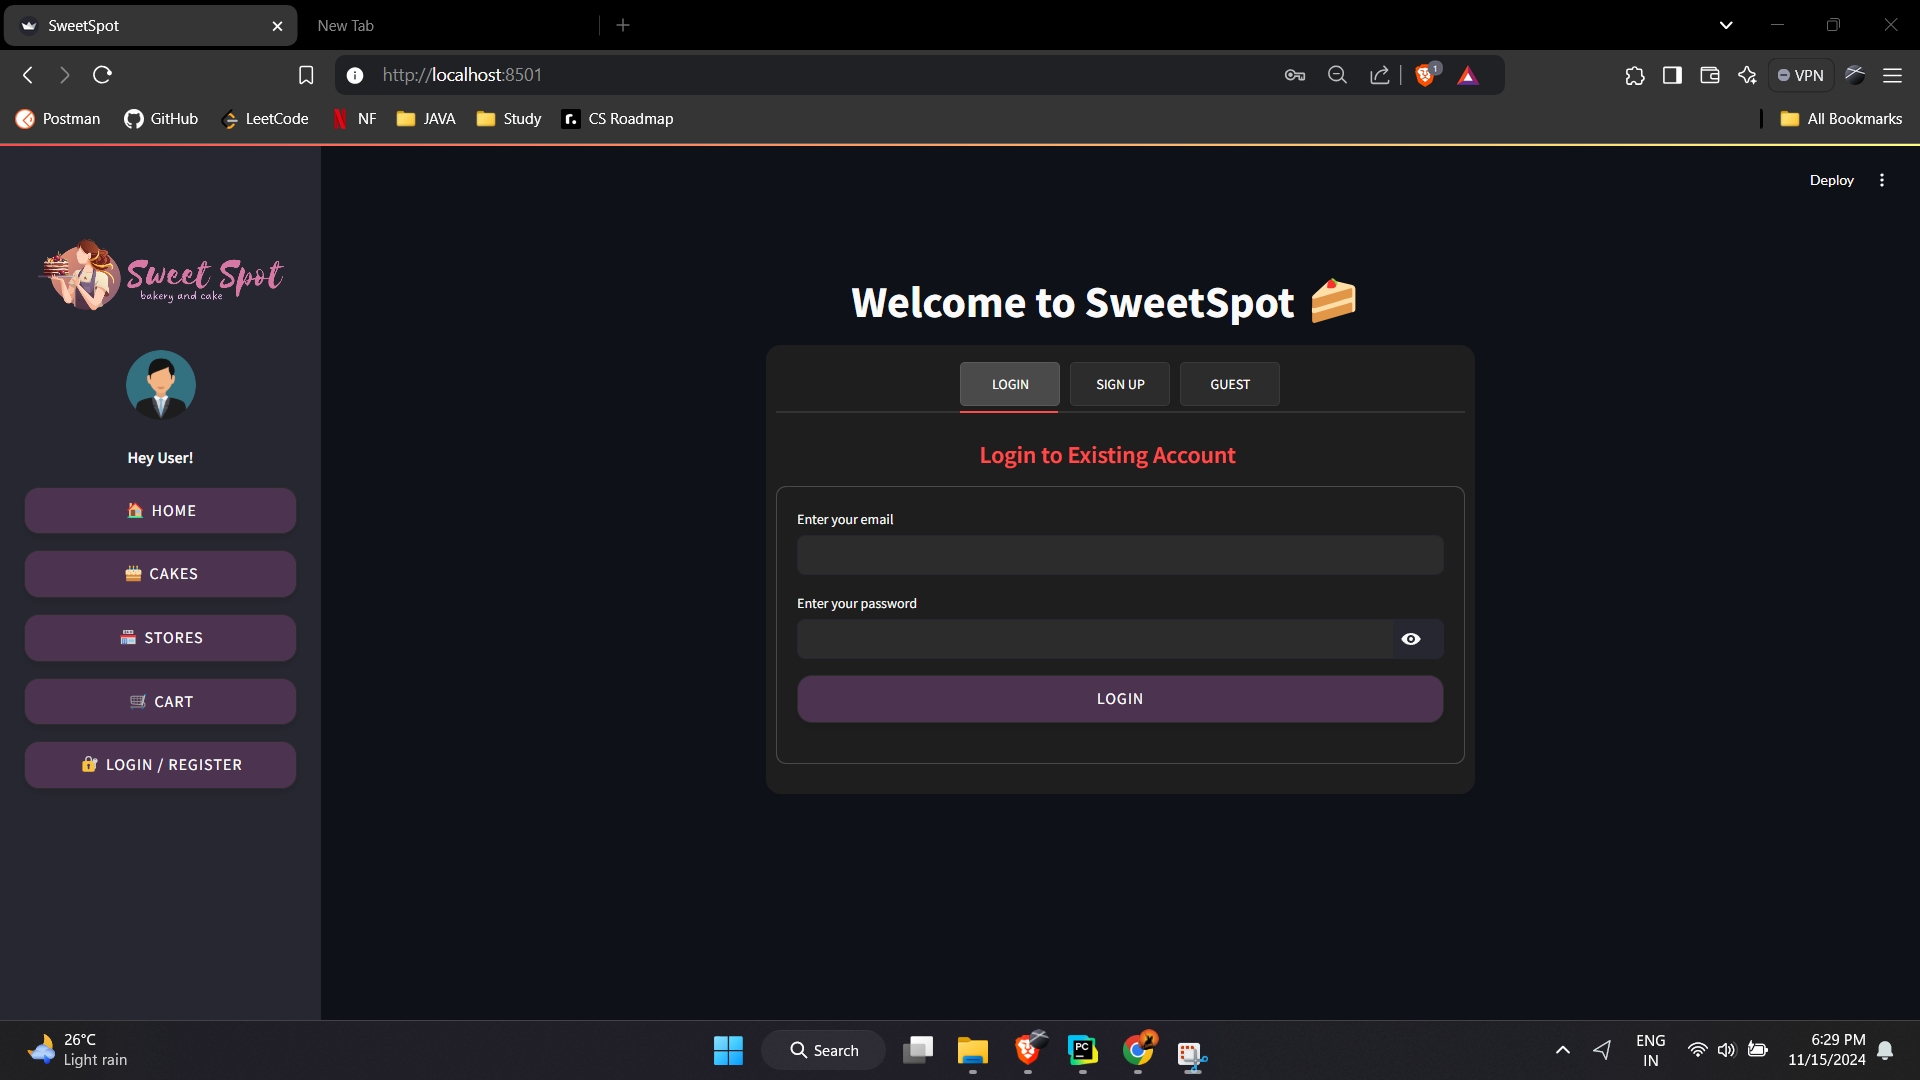 SweetSpot
New Tab
http://localhost:8501
1
VPN
Postman
GitHub
LeetCode
NF
JAVA
Study
CS Roadmap
All Bookmarks
Deploy
Sweet Spot
bakery and cake
Hey User!
HOME
CAKES
STORES
CART
LOGIN / REGISTER
Welcome to SweetSpot
LOGIN
SIGN UP
GUEST
Login to Existing Account
Enter your email
Enter your password
LOGIN
26°C
Light rain
Search
PC
ENG
IN
6:29 PM
11/15/2024